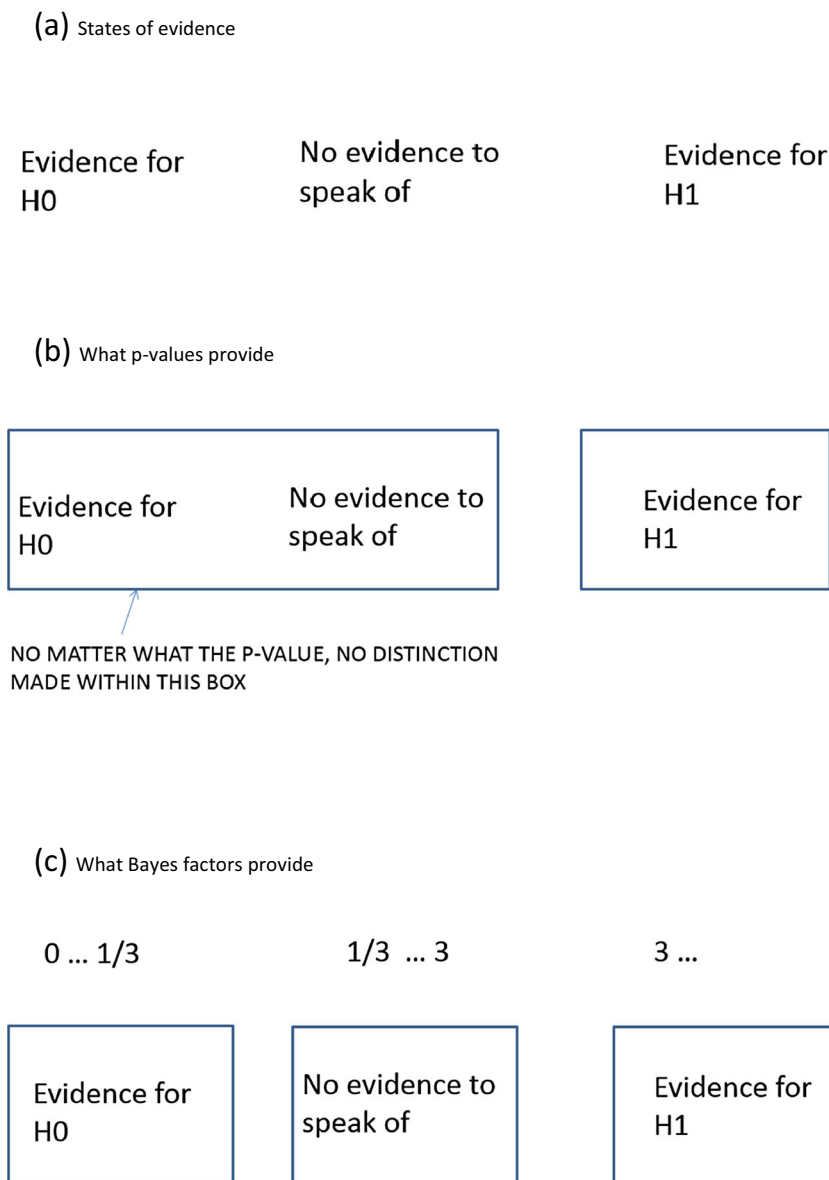 (a) States of evidence
Evidence for
H0
No evidence to
speak of
Evidence for
H1
(b) What p-values provide
Evidence for
H0
No evidence to
speak of
Evidence for
H1
NO MATTER WHAT THE P-VALUE, NO DISTINCTION
MADE WITHIN THIS BOX
(c) What Bayes factors provide
0 ... 1/3
1/3 ... 3
3 ...
Evidence for
H0
No evidence to
speak of
Evidence for
H1